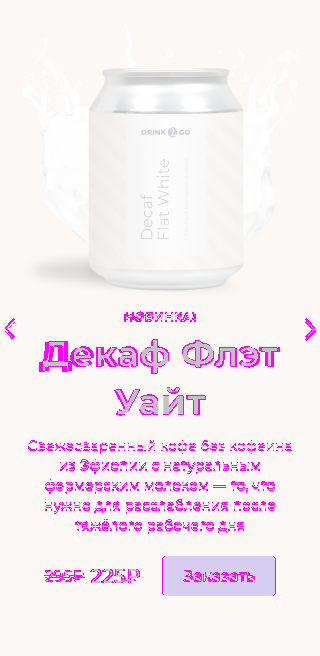 DRINK 2 GO
Decaf
Flat White
НОВИНКА!
Декаф Флэт
Уайт
Свежесваренный кофе без кофеина
из Эфиопии с натуральным
фермерским молоком — то, что
нужно для расслабления после
тяжёлого рабочего дня
225₽
Заказать